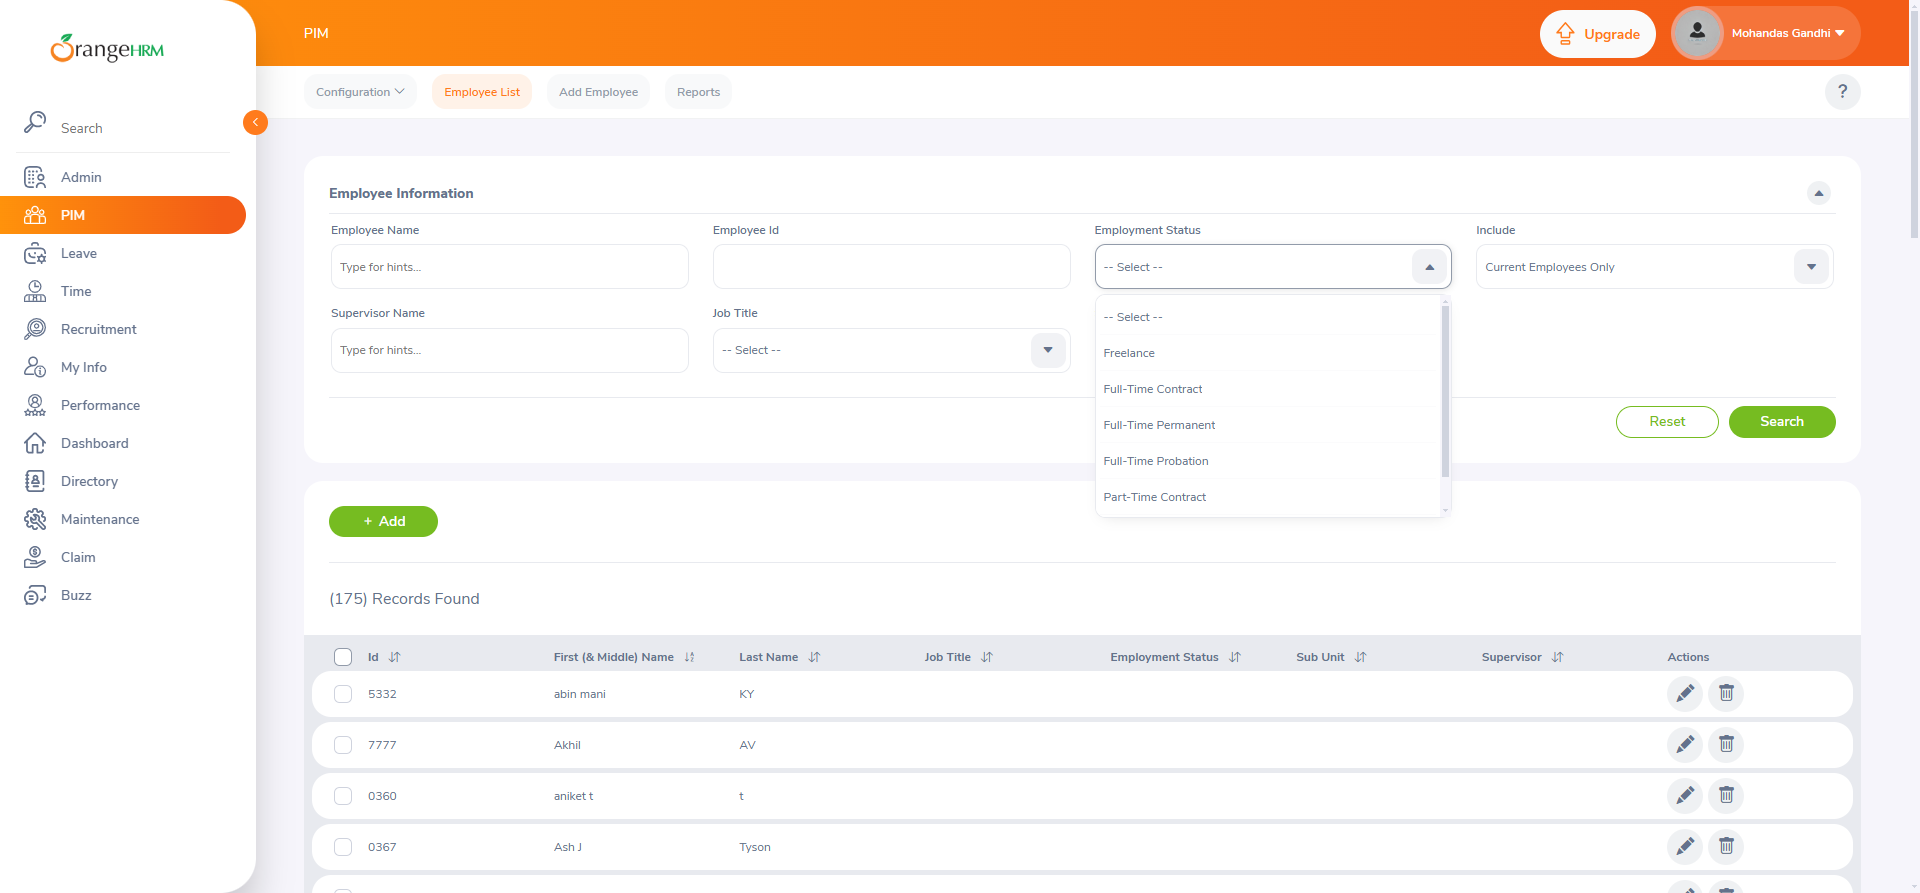 OrangeHRM
Search
Admin
PIM
Leave
Time
Recruitment
My Info
Performance
Dashboard
Directory
Maintenance
Claim
Buzz
PIM
Upgrade
Mohandas Gandhi
Configuration
Employee List
Add Employee
Reports
?
Employee Information
Employee Name
Employee Id
Employment Status
Include
Type for hints...
-- Select --
Current Employees Only
Supervisor Name
Job Title
Type for hints...
-- Select --
-- Select --
Freelance
Full-Time Contract
Full-Time Permanent
Full-Time Probation
Part-Time Contract
Reset
Search
+ Add
(175) Records Found
Id First (& Middle) Name Last Name Job Title Employment Status Sub Unit Supervisor Actions
5332 abin mani KY
7777 Akhil AV
0360 aniket t t
0367 Ash J Tyson